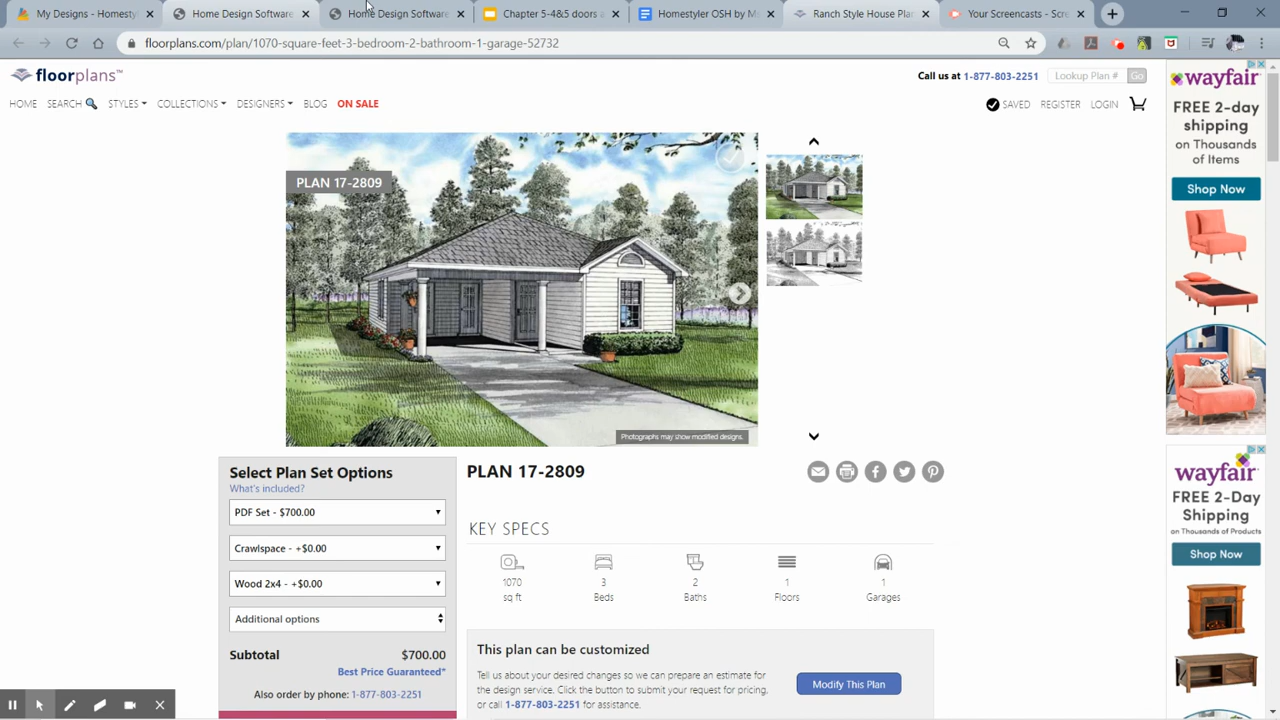 My Designs - Homesty
Home Design Software
Home Design Software
Chapter 5-4&5 doors a
Homestyler OSH by Ma
Ranch Style House Plan
Your Screencasts - Scre
floorplans.com/plan/1070-square-feet-3-bedroom-2-bathroom-1-garage-52732
floorplans™
Call us at 1-877-803-2251
Lookup Plan #
Go
HOME
SEARCH
STYLES
COLLECTIONS
DESIGNERS
BLOG
ON SALE
SAVED
REGISTER
LOGIN
PLAN 17-2809
Photographs may show modified designs.
Select Plan Set Options
What's included?
PDF Set - $700.00
Crawlspace - +$0.00
Wood 2x4 - +$0.00
Additional options
Subtotal $700.00
Best Price Guaranteed*
Also order by phone: 1-877-803-2251
PLAN 17-2809
KEY SPECS
1070
sq ft
3
Beds
2
Baths
1
Floors
1
Garages
This plan can be customized
Tell us about your desired changes so we can prepare an estimate for
the design service. Click the button to submit your request for pricing,
or call 1-877-803-2251 for assistance.
Modify This Plan
wayfair
FREE 2-day
shipping
on Thousands
of Items
Shop Now
wayfair
FREE 2-Day
Shipping
on Thousands of Products
Shop Now